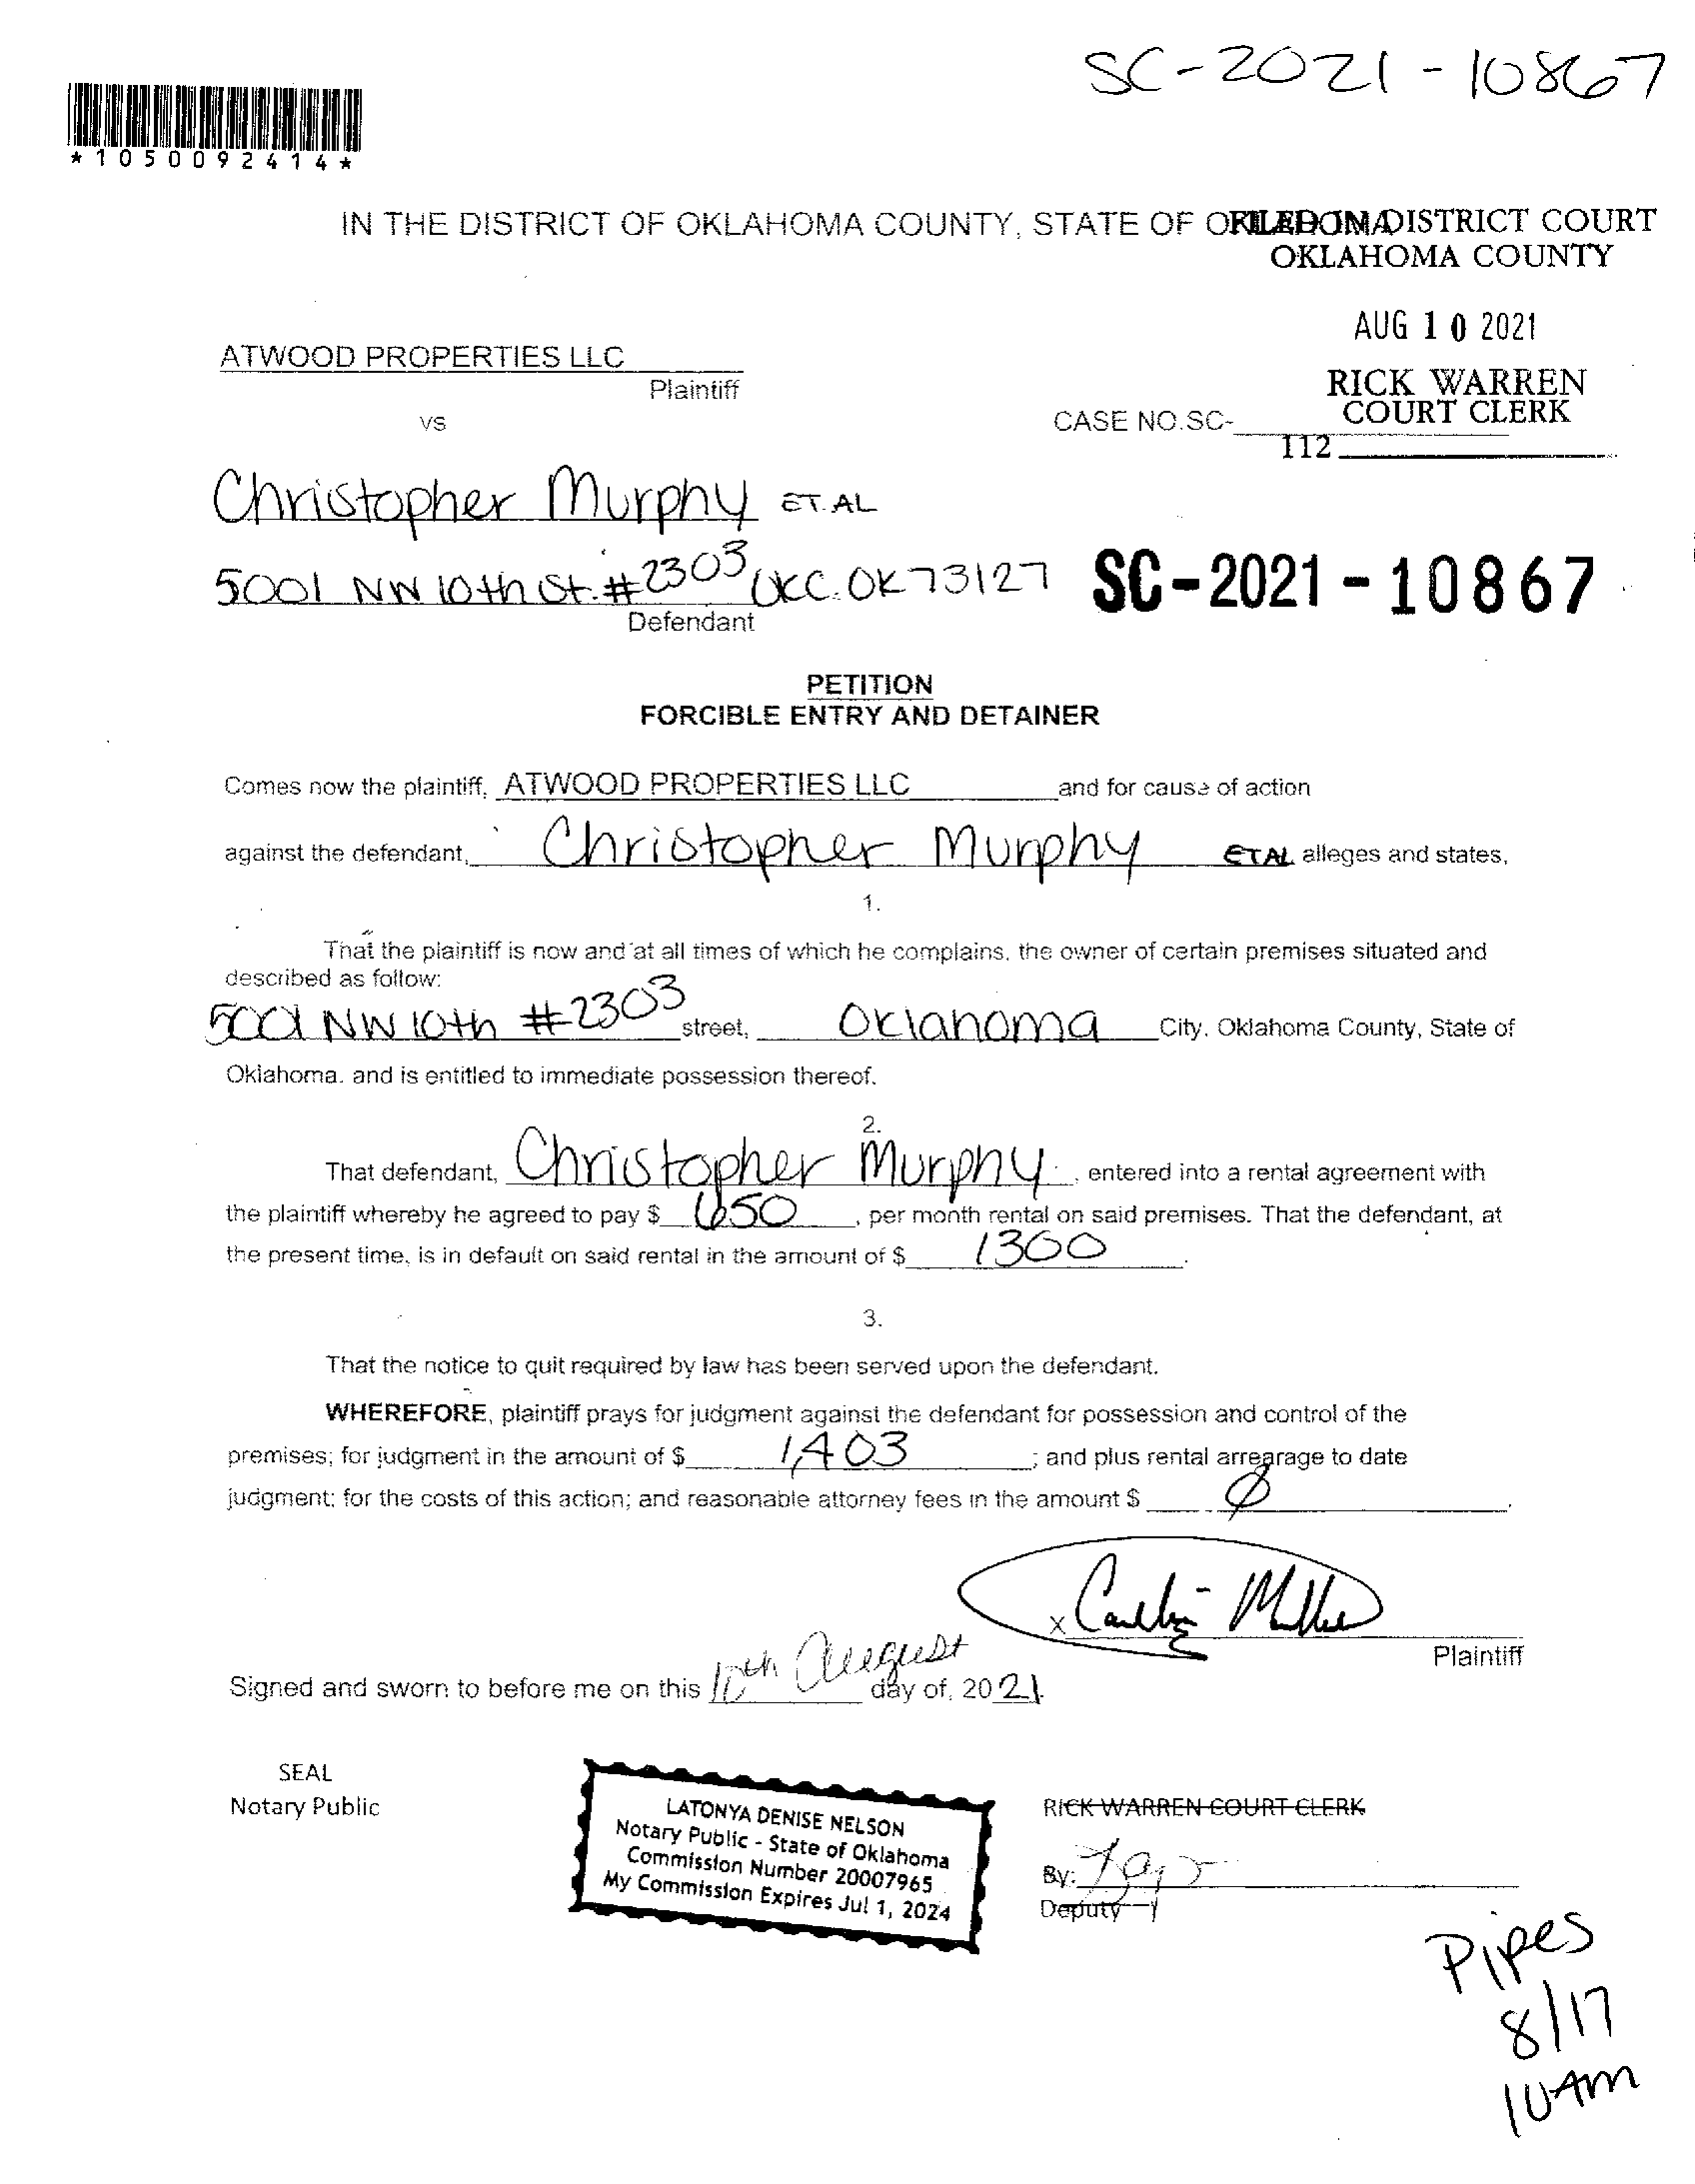 SC-2021-10867
*1050092414*
IN THE DISTRICT OF OKLAHOMA COUNTY, STATE OF OKLAHOMA
FILED IN DISTRICT COURT
OKLAHOMA COUNTY
AUG 10 2021
ATWOOD PROPERTIES LLC
Plaintiff
RICK WARREN
COURT CLERK
vs
CASE NO.SC-
112
Christopher Murphy ET.AL
5001 NW 10th St. #2303 OKC. OK 73127
SC-2021-10867
Defendant
PETITION
FORCIBLE ENTRY AND DETAINER
Comes now the plaintiff, ATWOOD PROPERTIES LLC and for cause of action
against the defendant, Christopher Murphy ETAL alleges and states,
1.
That the plaintiff is now and at all times of which he complains, the owner of certain premises situated and
described as follow:
5001 NW 10th #2303 street, Oklahoma City, Oklahoma County, State of
Oklahoma. and is entitled to immediate possession thereof.
2.
That defendant, Christopher Murphy, entered into a rental agreement with
the plaintiff whereby he agreed to pay $ 650, per month rental on said premises. That the defendant, at
the present time, is in default on said rental in the amount of $ 1300.
3.
That the notice to quit required by law has been served upon the defendant.
WHEREFORE, plaintiff prays for judgment against the defendant for possession and control of the
premises; for judgment in the amount of $ 1,403; and plus rental arrearage to date
judgment; for the costs of this action; and reasonable attorney fees in the amount $ Ø.
X
Plaintiff
Signed and sworn to before me on this 10th August day of, 2021.
SEAL
Notary Public
LATONYA DENISE NELSON
Notary Public - State of Oklahoma
Commission Number 20007965
My Commission Expires Jul 1, 2024
RICK WARREN COURT CLERK
By:
Deputy
Pipes
8/17
10Am